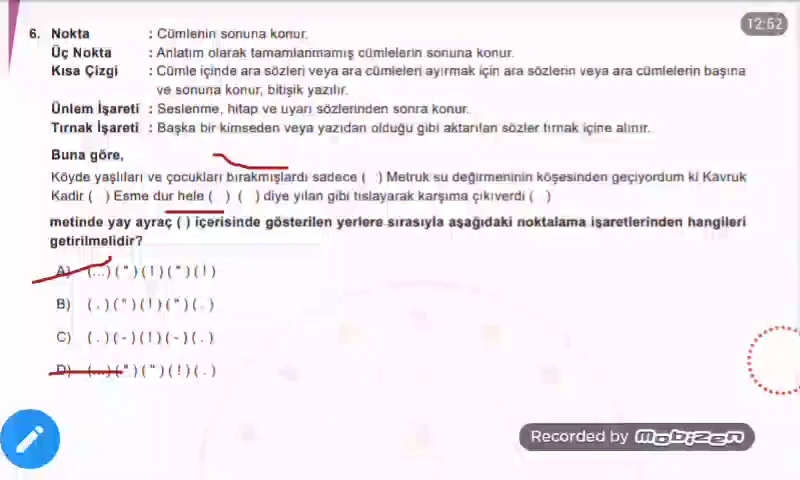 12:52
6. Nokta : Cümlenin sonuna konur.
Üç Nokta : Anlatım olarak tamamlanmamış cümlelerin sonuna konur.
Kısa Çizgi : Cümle içinde ara sözleri veya ara cümleleri ayırmak için ara sözlerin veya ara cümlelerin başına
ve sonuna konur, bitişik yazılır.
Ünlem İşareti : Seslenme, hitap ve uyarı sözlerinden sonra konur.
Tırnak İşareti : Başka bir kimseden veya yazıdan olduğu gibi aktarılan sözler tırnak içine alınır.
Buna göre,
Köyde yaşlıları ve çocukları bırakmışlardı sadece ( ) Metruk su değirmeninin köşesinden geçiyordum ki Kavruk
Kadir ( ) Esme dur hele ( ) ( ) diye yılan gibi tıslayarak karşıma çıkıverdi ( )
metinde yay ayraç ( ) içerisinde gösterilen yerlere sırasıyla aşağıdaki noktalama işaretlerinden hangileri
getirilmelidir?
A) (...) ( " ) ( ! ) ( " ) ( ! )
B) ( . ) ( " ) ( ! ) ( " ) ( . )
C) ( . ) ( - ) ( ! ) ( - ) ( . )
D) (...) ( " ) ( " ) ( ! ) ( . )
Recorded by mobizen